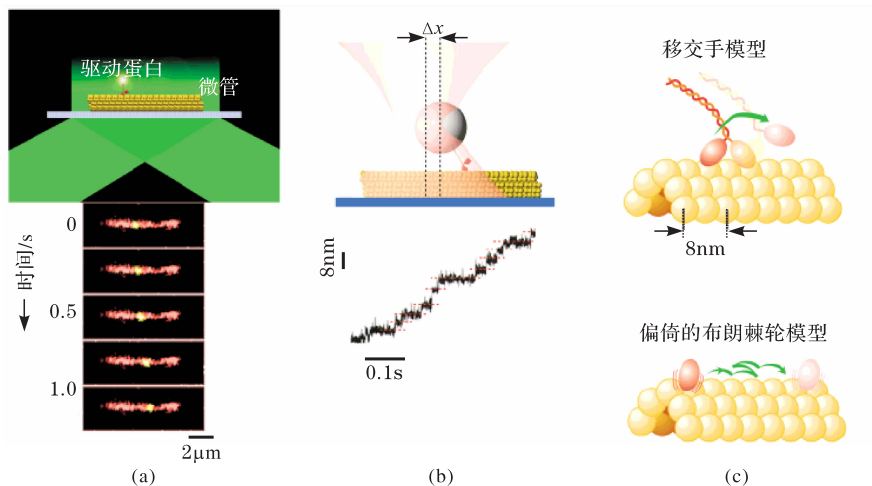 驱动蛋白
微管
0
0.5
1.0
时间/s
2μm
(a)
Δx
8nm
0.1s
(b)
移交手模型
8nm
偏倚的布朗棘轮模型
(c)